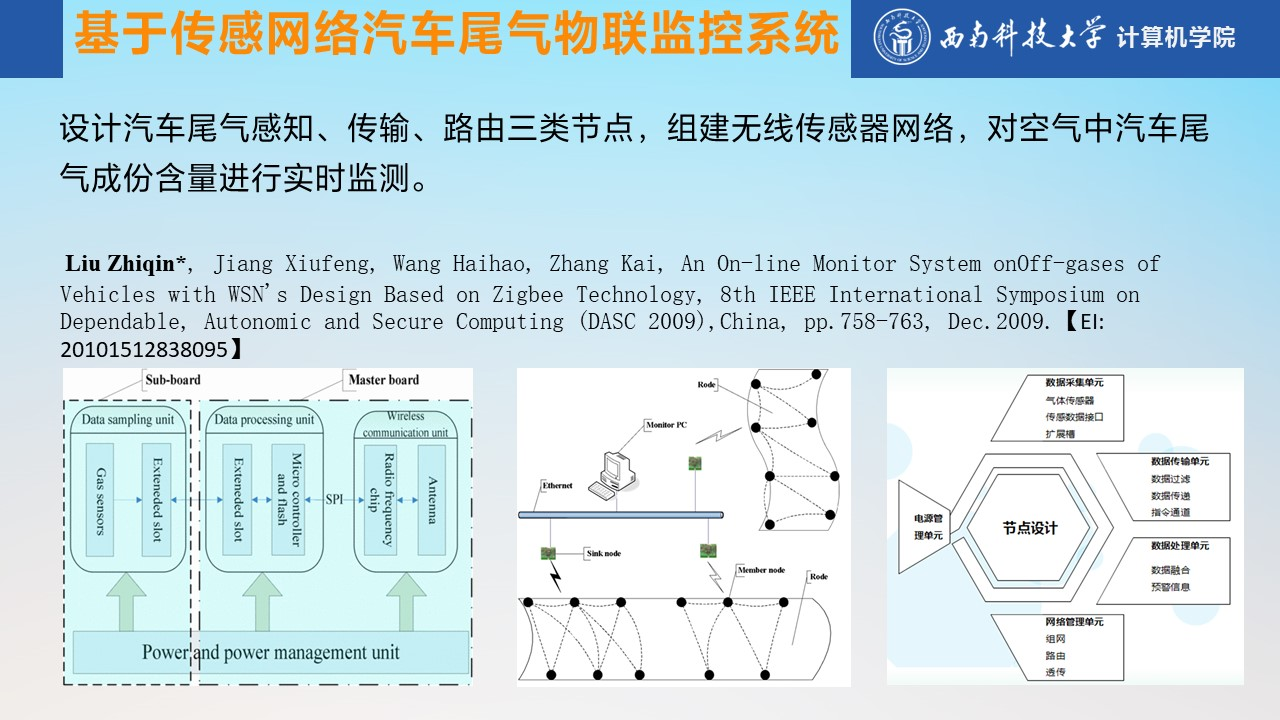 基于传感网络汽车尾气物联监控系统
西南科技大学 计算机学院
设计汽车尾气感知、传输、路由三类节点，组建无线传感器网络，对空气中汽车尾
气成份含量进行实时监测。
Liu Zhiqin*, Jiang Xiufeng, Wang Haihao, Zhang Kai, An On-line Monitor System onOff-gases of
Vehicles with WSN's Design Based on Zigbee Technology, 8th IEEE International Symposium on
Dependable, Autonomic and Secure Computing (DASC 2009),China, pp.758-763, Dec.2009.【EI:
20101512838095】
Sub-board
Master board
Data sampling unit
Data processing unit
Wireless
communication unit
Gas sensors
Exteneded slot
Exteneded slot
Micro controller
and flash
SPI
Radio frequency
chip
Antenna
Power and power management unit
Rode
Monitor PC
Ethernet
Sink node
Member node
Rode
数据采集单元
气体传感器
传感数据接口
扩展槽
数据传输单元
数据过滤
数据传递
指令通道
电源管
理单元
节点设计
数据处理单元
数据融合
预警信息
网络管理单元
组网
路由
透传